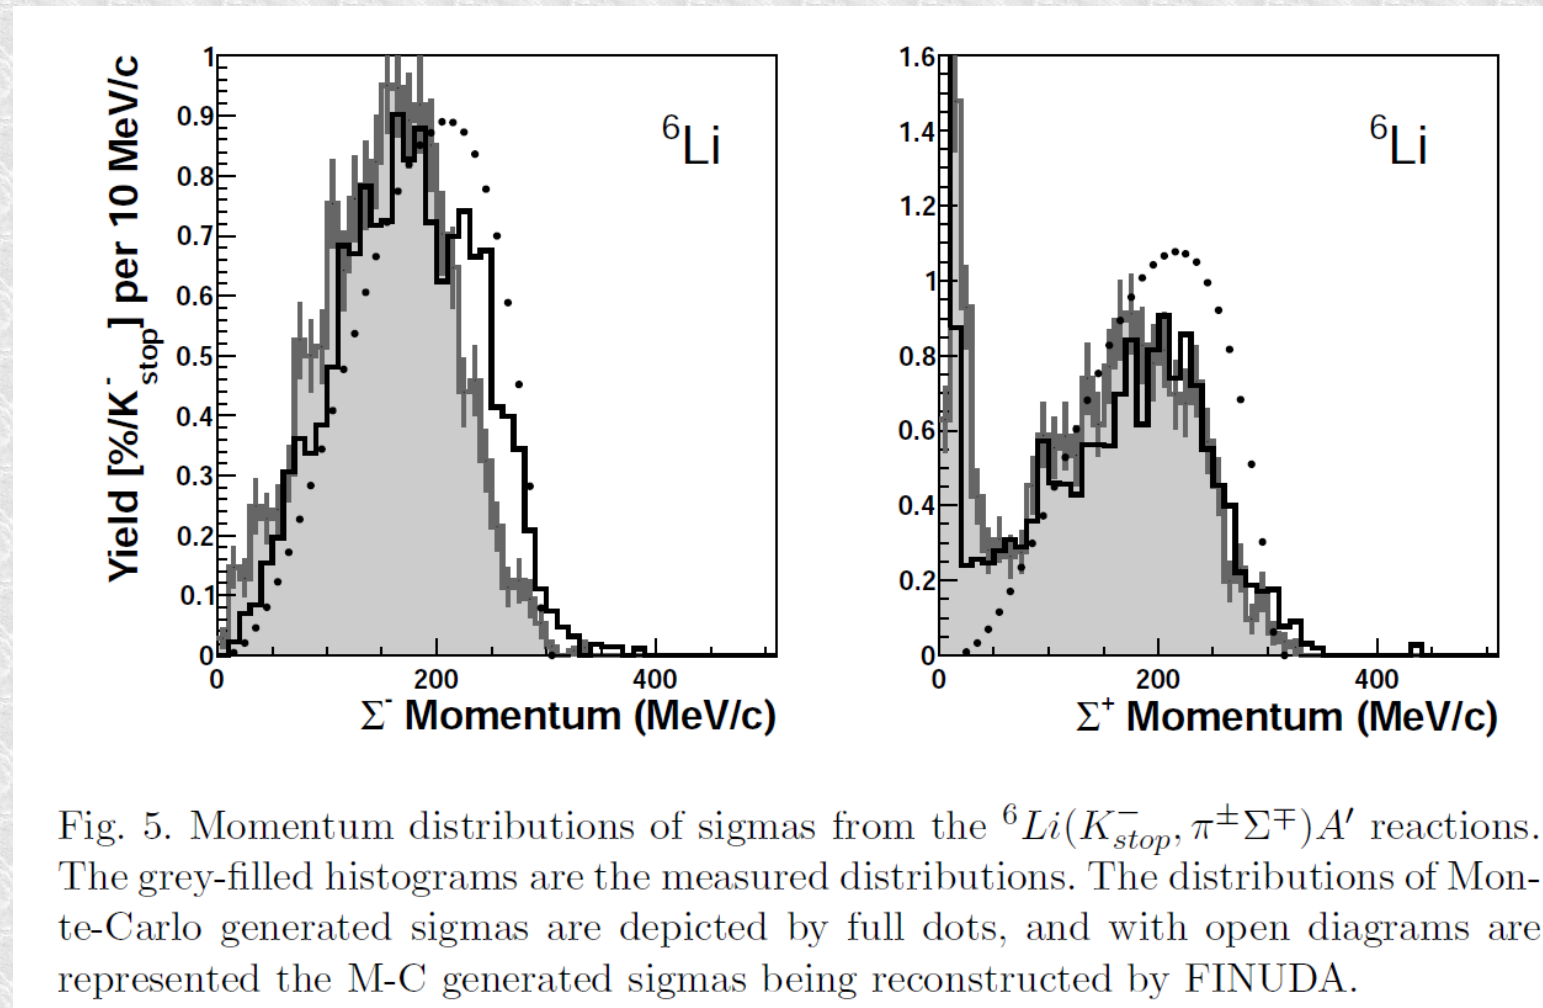 Yield [%/K⁻stop] per 10 MeV/c
1
0.9
0.8
0.7
0.6
0.5
0.4
0.3
0.2
0.1
0
⁶Li
0 200 400
Σ⁻ Momentum (MeV/c)
1.6
1.4
1.2
1
0.8
0.6
0.4
0.2
0
⁶Li
0 200 400
Σ⁺ Momentum (MeV/c)
Fig. 5. Momentum distributions of sigmas from the ⁶Li(K⁻stop, π±Σ∓)A′ reactions.
The grey-filled histograms are the measured distributions. The distributions of Mon-
te-Carlo generated sigmas are depicted by full dots, and with open diagrams are
represented the M-C generated sigmas being reconstructed by FINUDA.